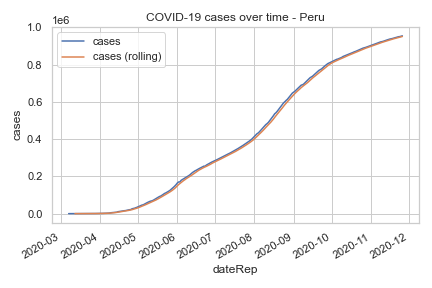 COVID-19 cases over time - Peru
1e6
cases
cases (rolling)
1.0
0.8
0.6
0.4
0.2
0.0
cases
2020-03
2020-04
2020-05
2020-06
2020-07
2020-08
2020-09
2020-10
2020-11
2020-12
dateRep